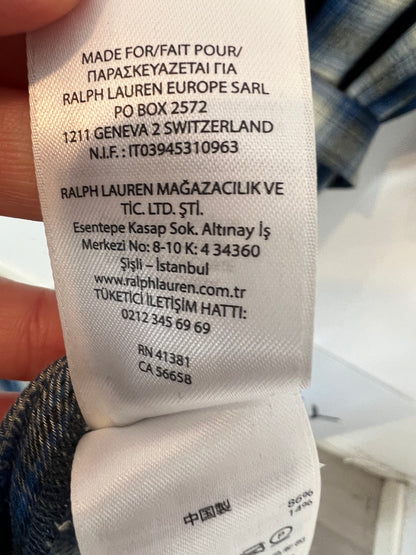 MADE FOR/FAIT POUR/
ΠΑΡΑΣΚΕΥΑΖΕΤΑΙ ΓΙΑ
RALPH LAUREN EUROPE SARL
PO BOX 2572
1211 GENEVA 2 SWITZERLAND
N.I.F. : IT03945310963
RALPH LAUREN MAĞAZACILIK VE
TİC. LTD. ŞTİ.
Esentepe Kasap Sok. Altınay İş
Merkezi No: 8-10 K: 4 34360
Şişli – İstanbul
www.ralphlauren.com.tr
TÜKETİCİ İLETİŞİM HATTI:
0212 345 69 69
RN 41381
CA 56658
中国製
86%
14%